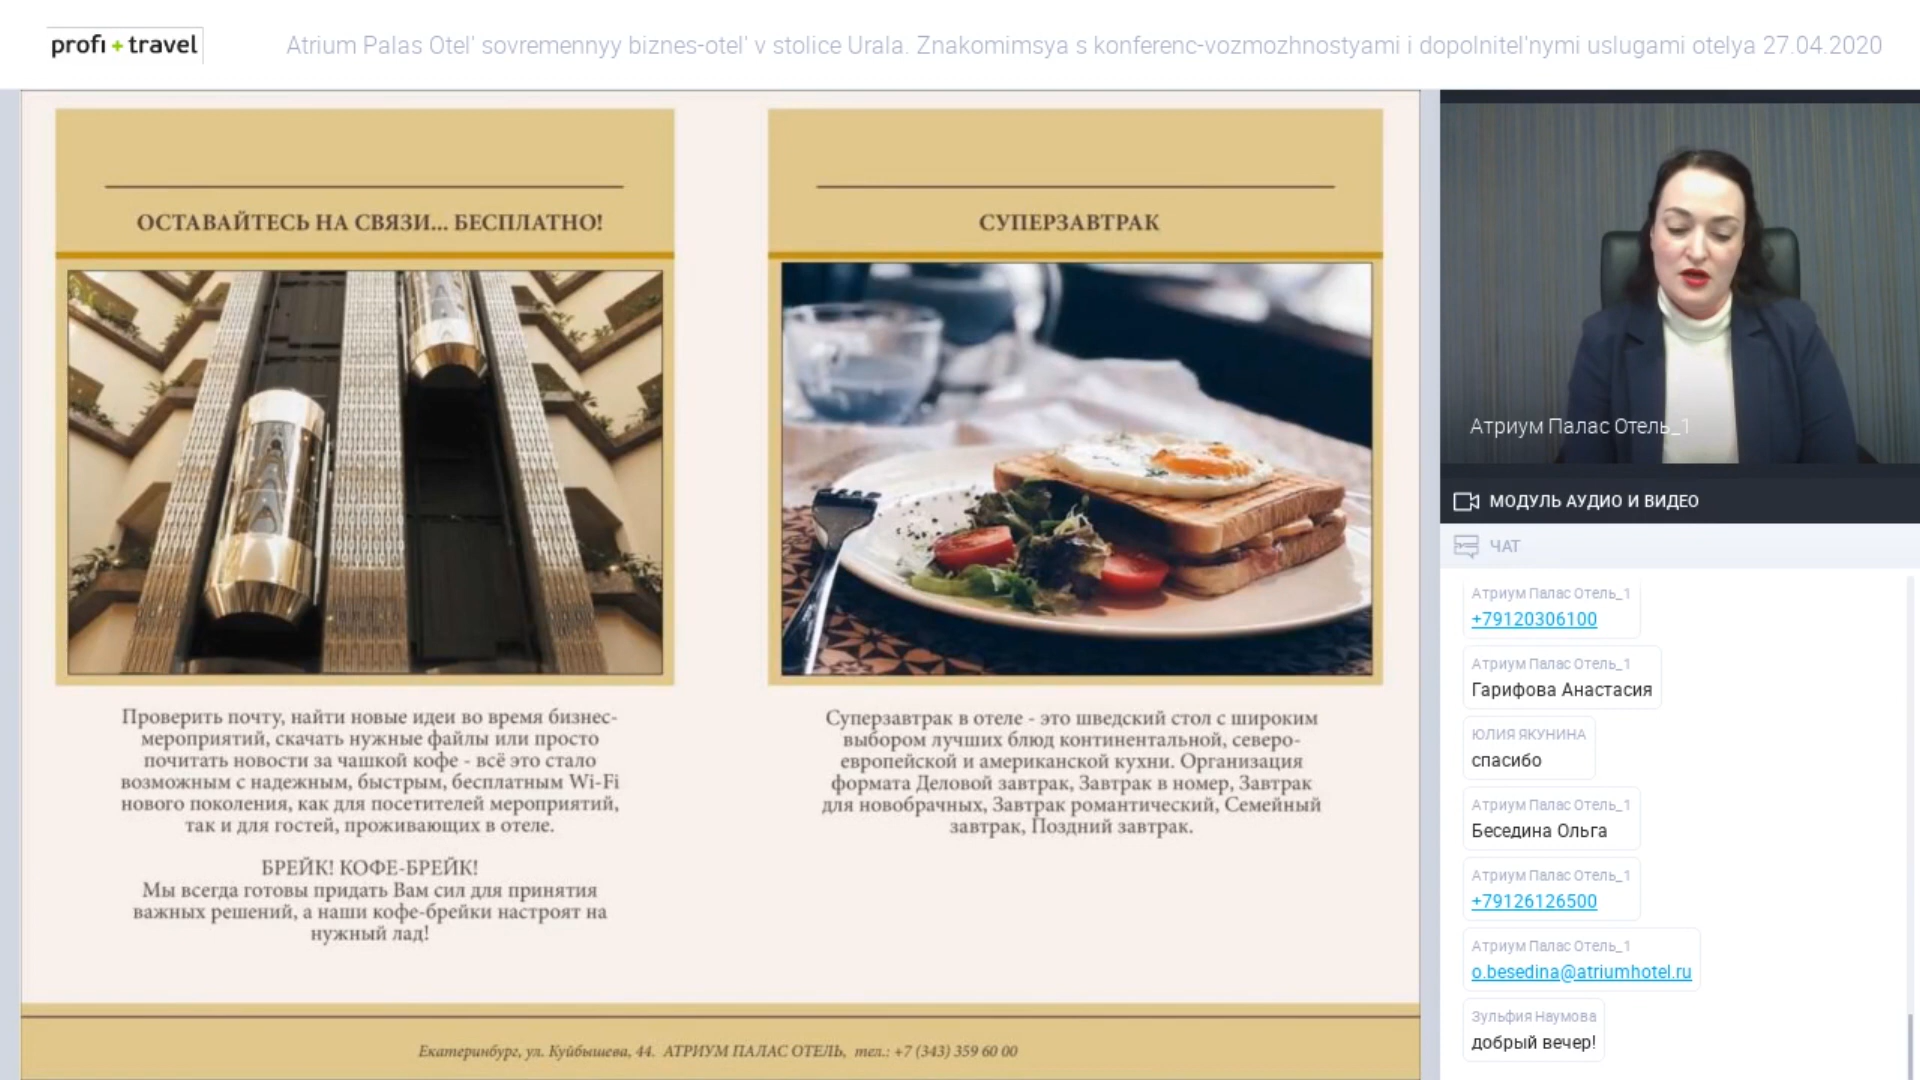 profi + travel
Atrium Palas Otel' sovremennyy biznes-otel' v stolice Urala. Znakomimsya s konferenc-vozmozhnostyami i dopolnitel'nymi uslugami otelya 27.04.2020
ОСТАВАЙТЕСЬ НА СВЯЗИ... БЕСПЛАТНО!
Проверить почту, найти новые идеи во время бизнес-
мероприятий, скачать нужные файлы или просто
почитать новости за чашкой кофе - всё это стало
возможным с надежным, быстрым, бесплатным Wi-Fi
нового поколения, как для посетителей мероприятий,
так и для гостей, проживающих в отеле.
БРЕЙК! КОФЕ-БРЕЙК!
Мы всегда готовы придать Вам сил для принятия
важных решений, а наши кофе-брейки настроят на
нужный лад!
СУПЕРЗАВТРАК
Суперзавтрак в отеле - это шведский стол с широким
выбором лучших блюд континентальной, северо-
европейской и американской кухни. Организация
формата Деловой завтрак, Завтрак в номер, Завтрак
для новобрачных, Завтрак романтический, Семейный
завтрак, Поздний завтрак.
Екатеринбург, ул. Куйбышева, 44. АТРИУМ ПАЛАС ОТЕЛЬ, тел.: +7 (343) 359 60 00
Атриум Палас Отель_1
МОДУЛЬ АУДИО И ВИДЕО
ЧАТ
Атриум Палас Отель_1
+79120306100
Атриум Палас Отель_1
Гарифова Анастасия
ЮЛИЯ ЯКУНИНА
спасибо
Атриум Палас Отель_1
Беседина Ольга
Атриум Палас Отель_1
+79126126500
Атриум Палас Отель_1
o.besedina@atriumhotel.ru
Зульфия Наумова
добрый вечер!